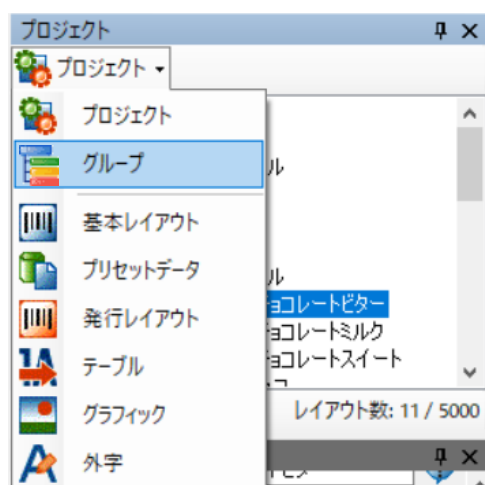 プロジェクト
プロジェクト
プロジェクト
グループ
基本レイアウト
プリセットデータ
発行レイアウト
テーブル
グラフィック
外字
ル
ル
ョコレートビター
ョコレートミルク
ョコレートスイート
レイアウト数: 11 / 5000